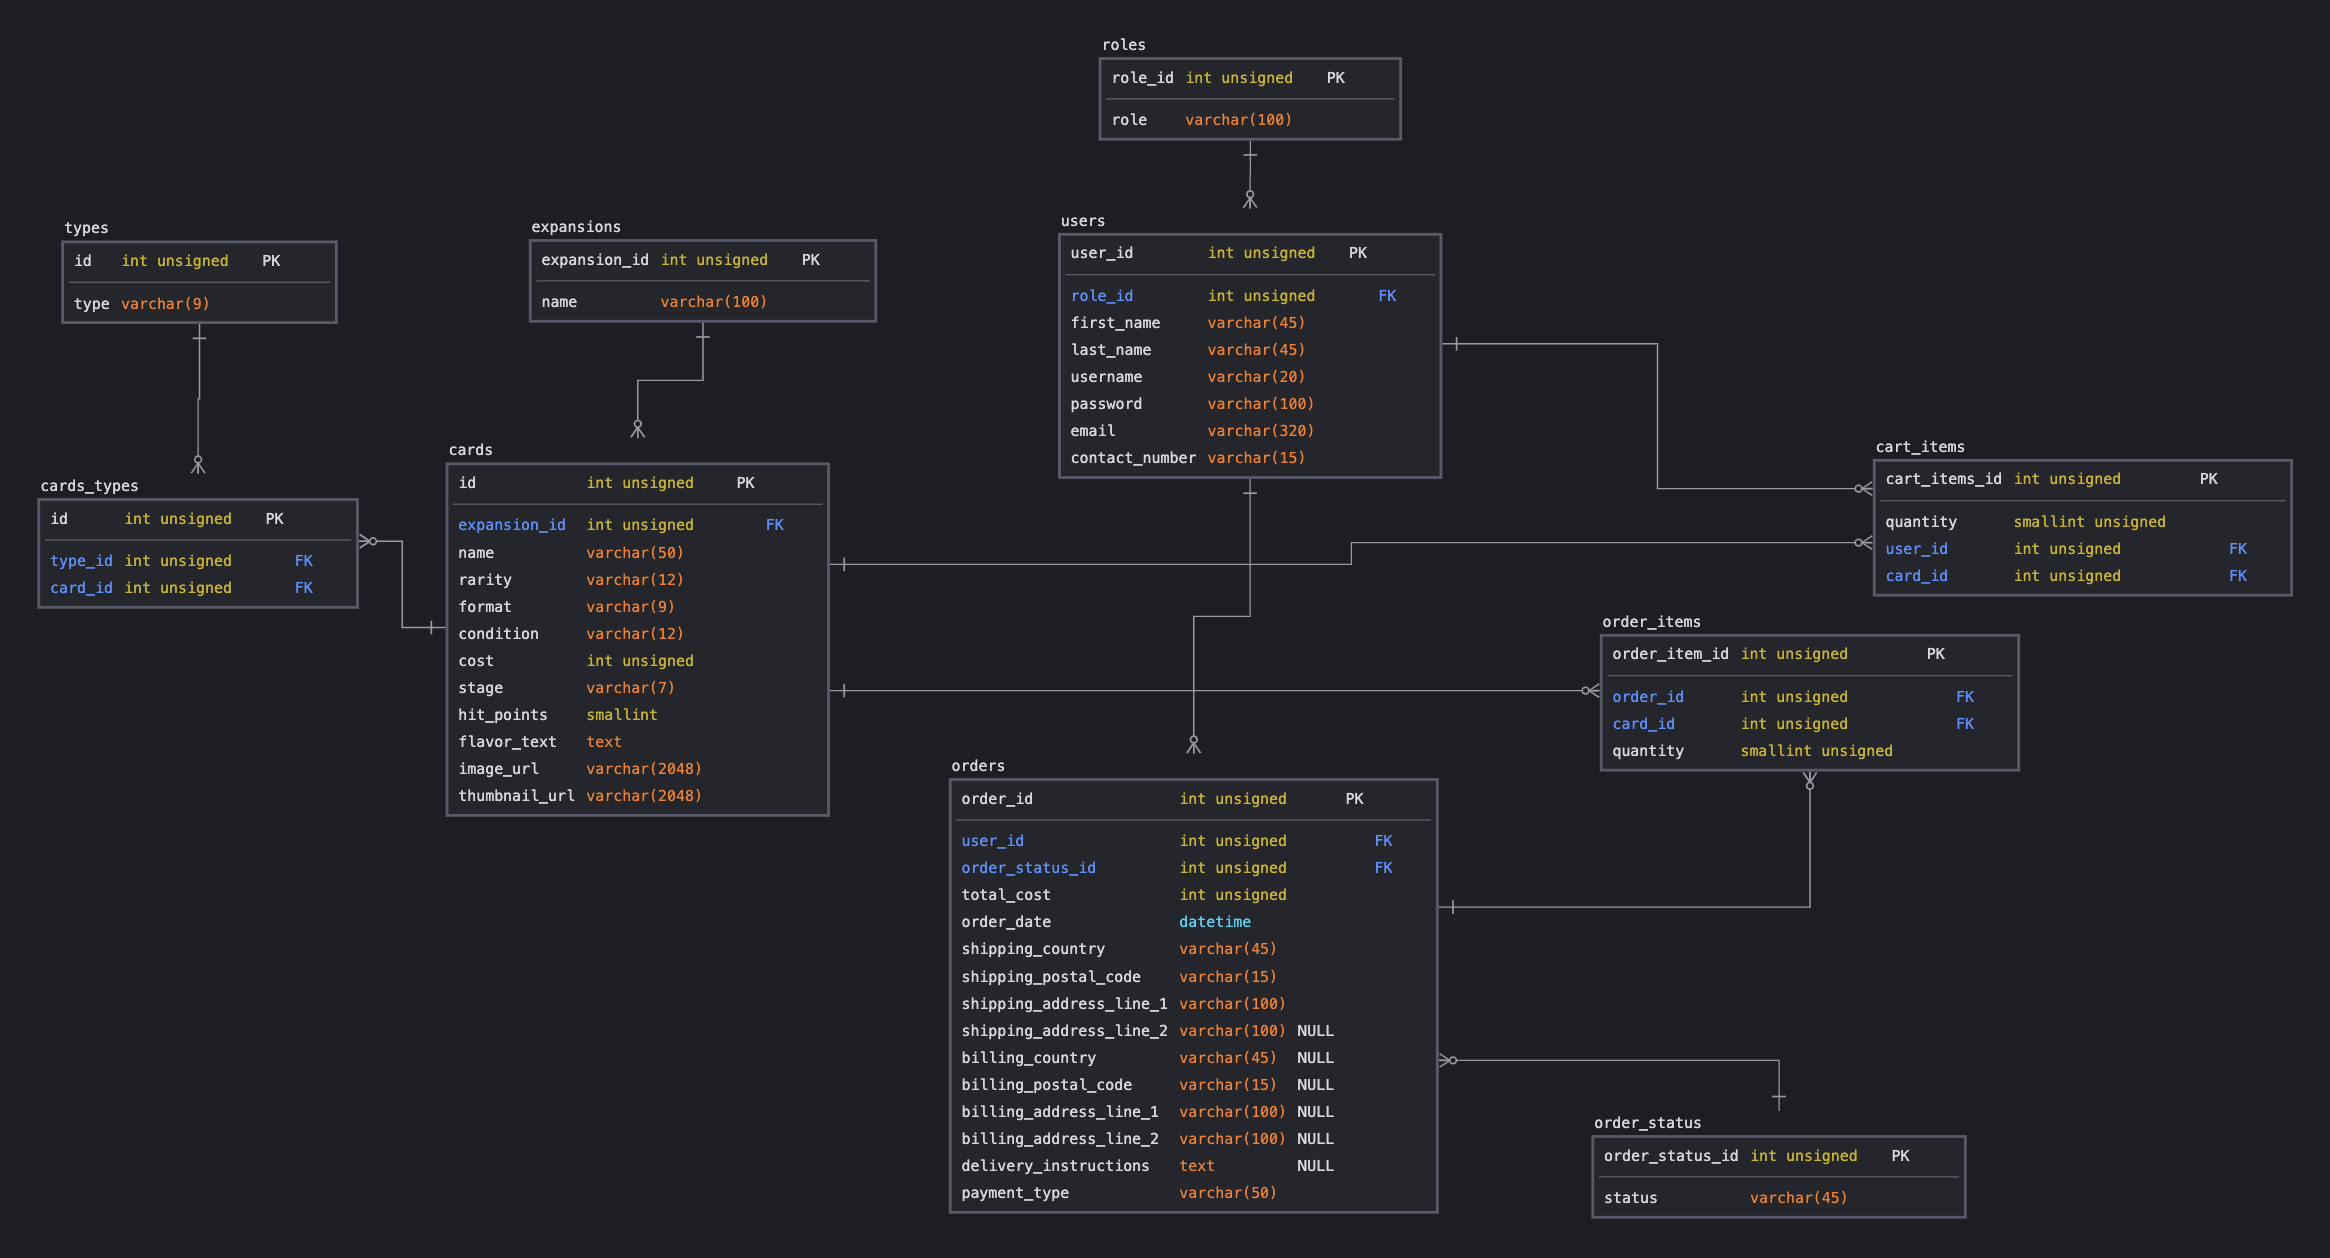 roles
role_id int unsigned PK
role varchar(100)
types
id int unsigned PK
type varchar(9)
expansions
expansion_id int unsigned PK
name varchar(100)
users
user_id int unsigned PK
role_id int unsigned FK
first_name varchar(45)
last_name varchar(45)
username varchar(20)
password varchar(100)
email varchar(320)
contact_number varchar(15)
cards_types
id int unsigned PK
type_id int unsigned FK
card_id int unsigned FK
cards
id int unsigned PK
expansion_id int unsigned FK
name varchar(50)
rarity varchar(12)
format varchar(9)
condition varchar(12)
cost int unsigned
stage varchar(7)
hit_points smallint
flavor_text text
image_url varchar(2048)
thumbnail_url varchar(2048)
cart_items
cart_items_id int unsigned PK
quantity smallint unsigned
user_id int unsigned FK
card_id int unsigned FK
order_items
order_item_id int unsigned PK
order_id int unsigned FK
card_id int unsigned FK
quantity smallint unsigned
orders
order_id int unsigned PK
user_id int unsigned FK
order_status_id int unsigned FK
total_cost int unsigned
order_date datetime
shipping_country varchar(45)
shipping_postal_code varchar(15)
shipping_address_line_1 varchar(100)
shipping_address_line_2 varchar(100) NULL
billing_country varchar(45) NULL
billing_postal_code varchar(15) NULL
billing_address_line_1 varchar(100) NULL
billing_address_line_2 varchar(100) NULL
delivery_instructions text NULL
payment_type varchar(50)
order_status
order_status_id int unsigned PK
status varchar(45)